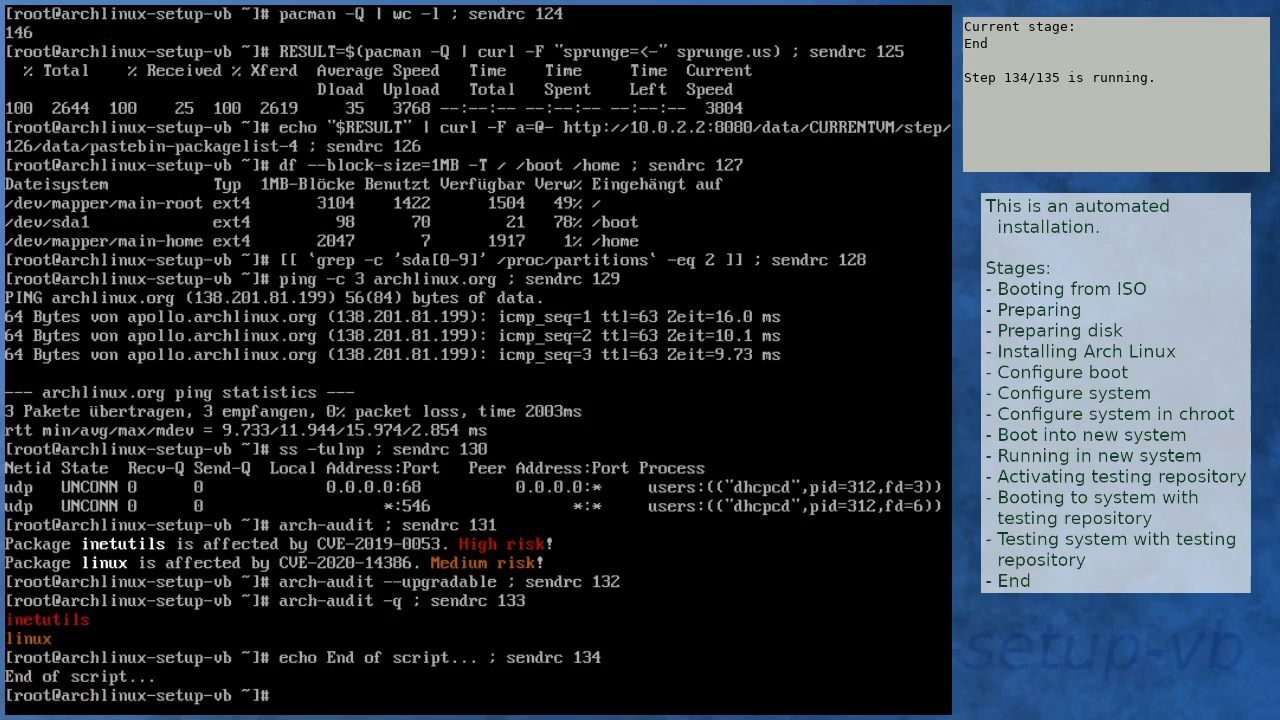 [root@archlinux-setup-vb ~]# pacman -Q | wc -l ; sendrc 124
146
[root@archlinux-setup-vb ~]# RESULT=$(pacman -Q | curl -F "sprunge=<-" sprunge.us) ; sendrc 125
  % Total    % Received % Xferd  Average Speed   Time    Time     Time  Current
                                 Dload  Upload   Total   Spent    Left  Speed
100  2644  100    25  100  2619     35   3768 --:--:-- --:--:-- --:--:--  3804
[root@archlinux-setup-vb ~]# echo "$RESULT" | curl -F a=@- http://10.0.2.2:8080/data/CURRENTVM/step/
126/data/pastebin-packagelist-4 ; sendrc 126
[root@archlinux-setup-vb ~]# df --block-size=1MB -T / /boot /home ; sendrc 127
Dateisystem           Typ  1MB-Blöcke Benutzt Verfügbar Verw% Eingehängt auf
/dev/mapper/main-root ext4       3104    1422      1504   49% /
/dev/sda1             ext4         98      70        21   78% /boot
/dev/mapper/main-home ext4       2047       7      1917    1% /home
[root@archlinux-setup-vb ~]# [[ `grep -c 'sda[0-9]' /proc/partitions` -eq 2 ]] ; sendrc 128
[root@archlinux-setup-vb ~]# ping -c 3 archlinux.org ; sendrc 129
PING archlinux.org (138.201.81.199) 56(84) bytes of data.
64 Bytes von apollo.archlinux.org (138.201.81.199): icmp_seq=1 ttl=63 Zeit=16.0 ms
64 Bytes von apollo.archlinux.org (138.201.81.199): icmp_seq=2 ttl=63 Zeit=10.1 ms
64 Bytes von apollo.archlinux.org (138.201.81.199): icmp_seq=3 ttl=63 Zeit=9.73 ms

--- archlinux.org ping statistics ---
3 Pakete übertragen, 3 empfangen, 0% packet loss, time 2003ms
rtt min/avg/max/mdev = 9.733/11.944/15.974/2.854 ms
[root@archlinux-setup-vb ~]# ss -tulnp ; sendrc 130
Netid State  Recv-Q Send-Q  Local Address:Port   Peer Address:Port Process
udp   UNCONN 0      0             0.0.0.0:68          0.0.0.0:*     users:(("dhcpcd",pid=312,fd=3))
udp   UNCONN 0      0                   *:546               *:*     users:(("dhcpcd",pid=312,fd=6))
[root@archlinux-setup-vb ~]# arch-audit ; sendrc 131
Package inetutils is affected by CVE-2019-0053. High risk!
Package linux is affected by CVE-2020-14386. Medium risk!
[root@archlinux-setup-vb ~]# arch-audit --upgradable ; sendrc 132
[root@archlinux-setup-vb ~]# arch-audit -q ; sendrc 133
inetutils
linux
[root@archlinux-setup-vb ~]# echo End of script... ; sendrc 134
End of script...
[root@archlinux-setup-vb ~]#
Current stage:
End

Step 134/135 is running.
This is an automated
installation.

Stages:
- Booting from ISO
- Preparing
- Preparing disk
- Installing Arch Linux
- Configure boot
- Configure system
- Configure system in chroot
- Boot into new system
- Running in new system
- Activating testing repository
- Booting to system with
testing repository
- Testing system with testing
repository
- End
-setup-vb